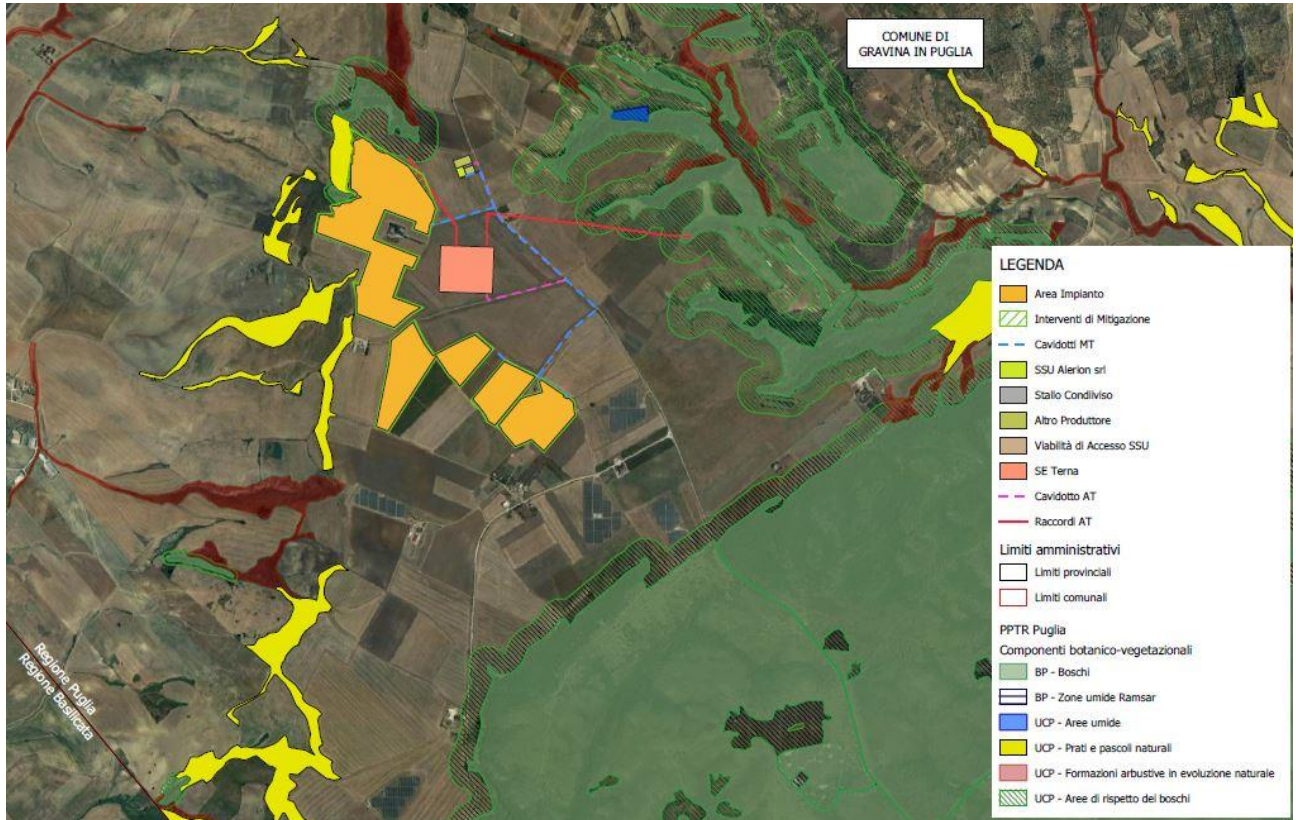 COMUNE DI
GRAVINA IN PUGLIA
LEGENDA
Area Impianto
Interventi di Mitigazione
Cavidotti MT
SSU Alerion srl
Stallo Condiviso
Altro Produttore
Viabilità di Accesso SSU
SE Terna
Cavidotto AT
Raccordi AT
Limiti amministrativi
Limiti provinciali
Limiti comunali
PPTR Puglia
Componenti botanico-vegetazionali
BP - Boschi
BP - Zone umide Ramsar
UCP - Aree umide
UCP - Prati e pascoli naturali
UCP - Formazioni arbustive in evoluzione naturale
UCP - Aree di rispetto dei boschi
Regione Puglia
Regione Basilicata